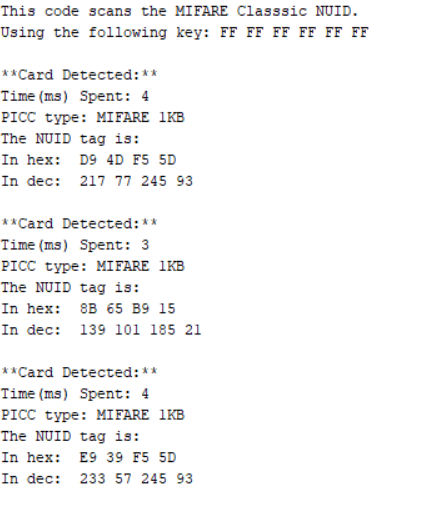 This code scans the MIFARE Classsic NUID.
Using the following key: FF FF FF FF FF FF
**Card Detected:**
Time(ms) Spent: 4
PICC type: MIFARE 1KB
The NUID tag is:
In hex: D9 4D F5 5D
In dec: 217 77 245 93
**Card Detected:**
Time(ms) Spent: 3
PICC type: MIFARE 1KB
The NUID tag is:
In hex: 8B 65 B9 15
In dec: 139 101 185 21
**Card Detected:**
Time(ms) Spent: 4
PICC type: MIFARE 1KB
The NUID tag is:
In hex: E9 39 F5 5D
In dec: 233 57 245 93